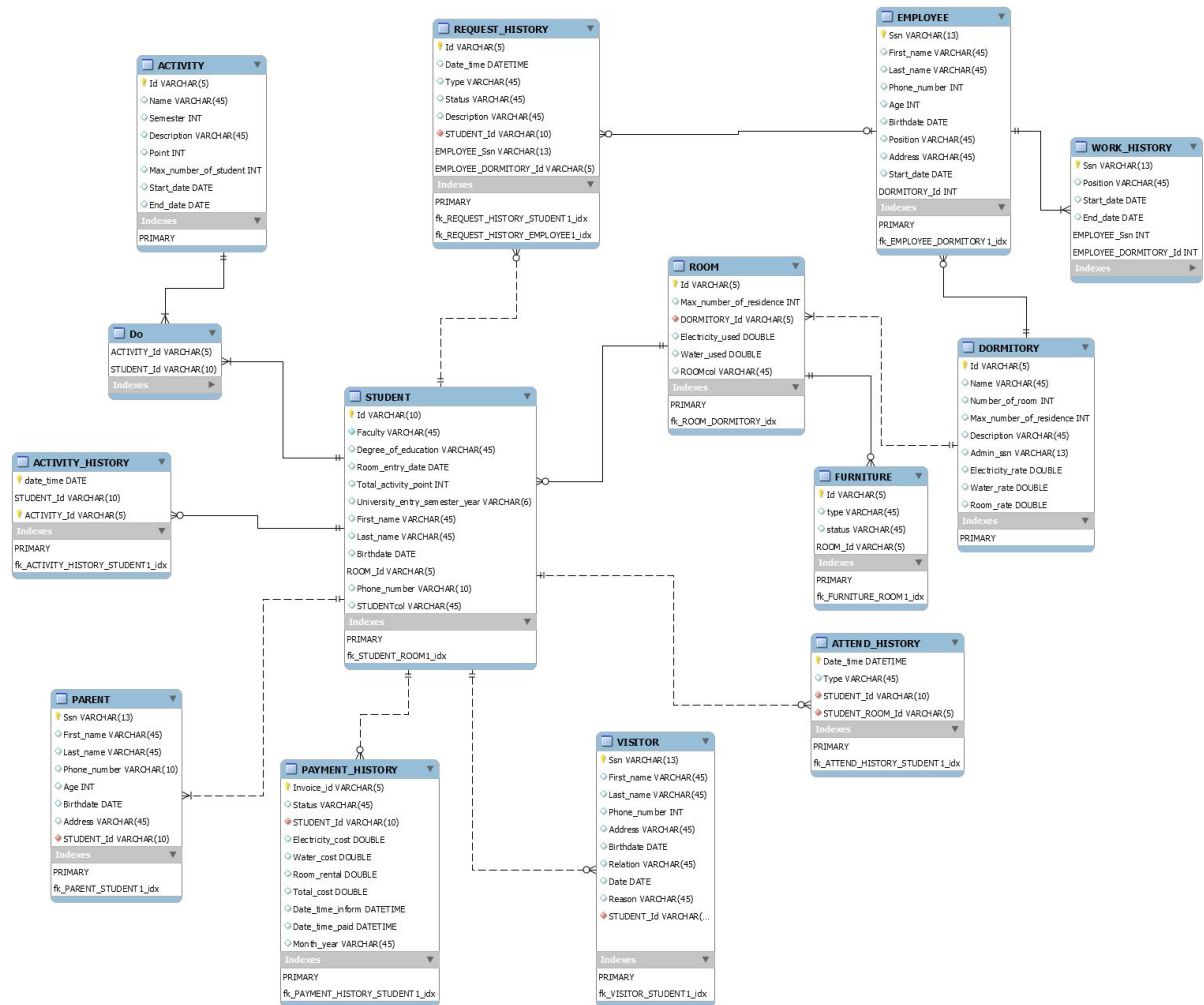 ACTIVITY
Id VARCHAR(5)
Name VARCHAR(45)
Semester INT
Description VARCHAR(45)
Point INT
Max_number_of_student INT
Start_date DATE
End_date DATE
Indexes
PRIMARY
REQUEST_HISTORY
Id VARCHAR(5)
Date_time DATETIME
Type VARCHAR(45)
Status VARCHAR(45)
Description VARCHAR(45)
STUDENT_Id VARCHAR(10)
EMPLOYEE_Ssn VARCHAR(13)
EMPLOYEE_DORMITORY_Id VARCHAR(5)
Indexes
PRIMARY
fk_REQUEST_HISTORY_STUDENT1_idx
fk_REQUEST_HISTORY_EMPLOYEE1_idx
EMPLOYEE
Ssn VARCHAR(13)
First_name VARCHAR(45)
Last_name VARCHAR(45)
Phone_number INT
Age INT
Birthdate DATE
Position VARCHAR(45)
Address VARCHAR(45)
Start_date DATE
DORMITORY_Id INT
Indexes
PRIMARY
fk_EMPLOYEE_DORMITORY1_idx
WORK_HISTORY
Ssn VARCHAR(13)
Position VARCHAR(45)
Start_date DATE
End_date DATE
EMPLOYEE_Ssn INT
EMPLOYEE_DORMITORY_Id INT
Indexes
ROOM
Id VARCHAR(5)
Max_number_of_residence INT
DORMITORY_Id VARCHAR(5)
Electricity_used DOUBLE
Water_used DOUBLE
ROOMcol VARCHAR(45)
Indexes
PRIMARY
fk_ROOM_DORMITORY_idx
Do
ACTIVITY_Id VARCHAR(5)
STUDENT_Id VARCHAR(10)
Indexes
DORMITORY
Id VARCHAR(5)
Name VARCHAR(45)
Number_of_room INT
Max_number_of_residence INT
Description VARCHAR(45)
Admin_ssn VARCHAR(13)
Electricity_rate DOUBLE
Water_rate DOUBLE
Room_rate DOUBLE
Indexes
PRIMARY
STUDENT
Id VARCHAR(10)
Faculty VARCHAR(45)
Degree_of_education VARCHAR(45)
Room_entry_date DATE
Total_activity_point INT
University_entry_semester_year VARCHAR(6)
First_name VARCHAR(45)
Last_name VARCHAR(45)
Birthdate DATE
ROOM_Id VARCHAR(5)
Phone_number VARCHAR(10)
STUDENTcol VARCHAR(45)
Indexes
PRIMARY
fk_STUDENT_ROOM1_idx
ACTIVITY_HISTORY
date_time DATE
STUDENT_Id VARCHAR(10)
ACTIVITY_Id VARCHAR(5)
Indexes
PRIMARY
fk_ACTIVITY_HISTORY_STUDENT1_idx
FURNITURE
Id VARCHAR(5)
type VARCHAR(45)
status VARCHAR(45)
ROOM_Id VARCHAR(5)
Indexes
PRIMARY
fk_FURNITURE_ROOM1_idx
ATTEND_HISTORY
Date_time DATETIME
Type VARCHAR(45)
STUDENT_Id VARCHAR(10)
STUDENT_ROOM_Id VARCHAR(5)
Indexes
PRIMARY
fk_ATTEND_HISTORY_STUDENT1_idx
PARENT
Ssn VARCHAR(13)
First_name VARCHAR(45)
Last_name VARCHAR(45)
Phone_number VARCHAR(10)
Age INT
Birthdate DATE
Address VARCHAR(45)
STUDENT_Id VARCHAR(10)
Indexes
PRIMARY
fk_PARENT_STUDENT1_idx
PAYMENT_HISTORY
Invoice_id VARCHAR(5)
Status VARCHAR(45)
STUDENT_Id VARCHAR(10)
Electricity_cost DOUBLE
Water_cost DOUBLE
Room_rental DOUBLE
Total_cost DOUBLE
Date_time_inform DATETIME
Date_time_paid DATETIME
Month_year VARCHAR(45)
Indexes
PRIMARY
fk_PAYMENT_HISTORY_STUDENT1_idx
VISITOR
Ssn VARCHAR(13)
First_name VARCHAR(45)
Last_name VARCHAR(45)
Phone_number INT
Address VARCHAR(45)
Birthdate DATE
Relation VARCHAR(45)
Date DATE
Reason VARCHAR(45)
STUDENT_Id VARCHAR(...
Indexes
PRIMARY
fk_VISITOR_STUDENT1_idx